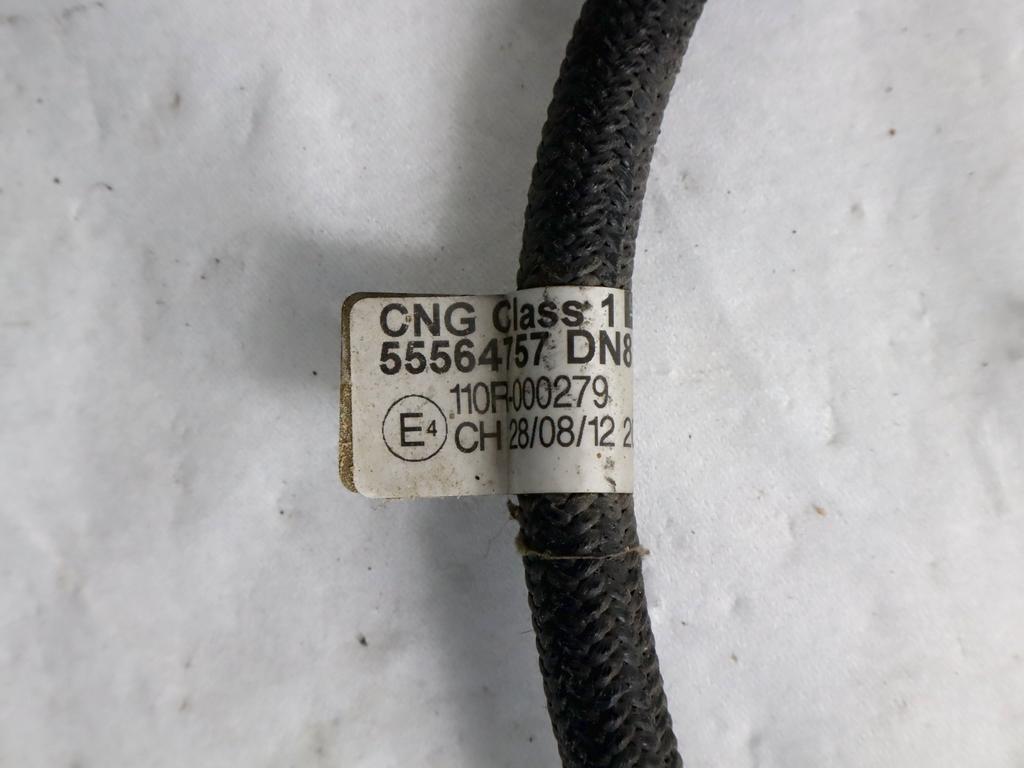 CNG Class 1
55564757 DN8
110R-000279
E4 CH 28/08/12